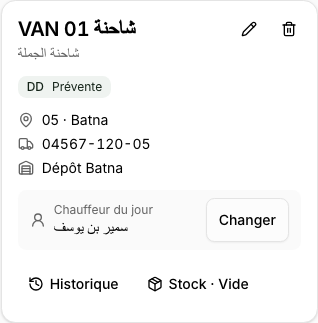 VAN 01 شاحنة
شاحنة الجملة
DD Prévente
05 · Batna
04567-120-05
Dépôt Batna
Chauffeur du jour
سمير بن يوسف
Changer
Historique
Stock · Vide